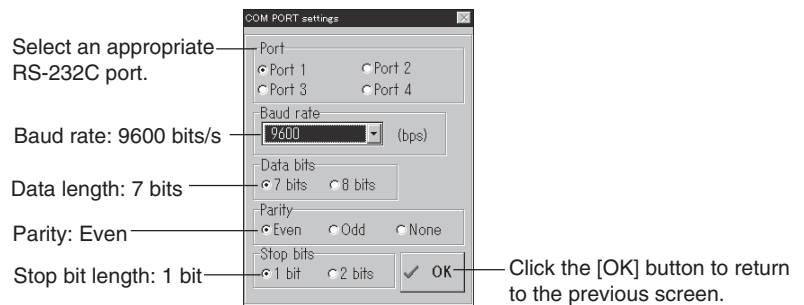 COM PORT settings
Select an appropriate
RS-232C port.
Port
Port 1 Port 2
Port 3 Port 4
Baud rate: 9600 bits/s
Baud rate
9600 (bps)
Data length: 7 bits
Data bits
7 bits 8 bits
Parity: Even
Parity
Even Odd None
Stop bit length: 1 bit
Stop bits
1 bit 2 bits
OK
Click the [OK] button to return
to the previous screen.